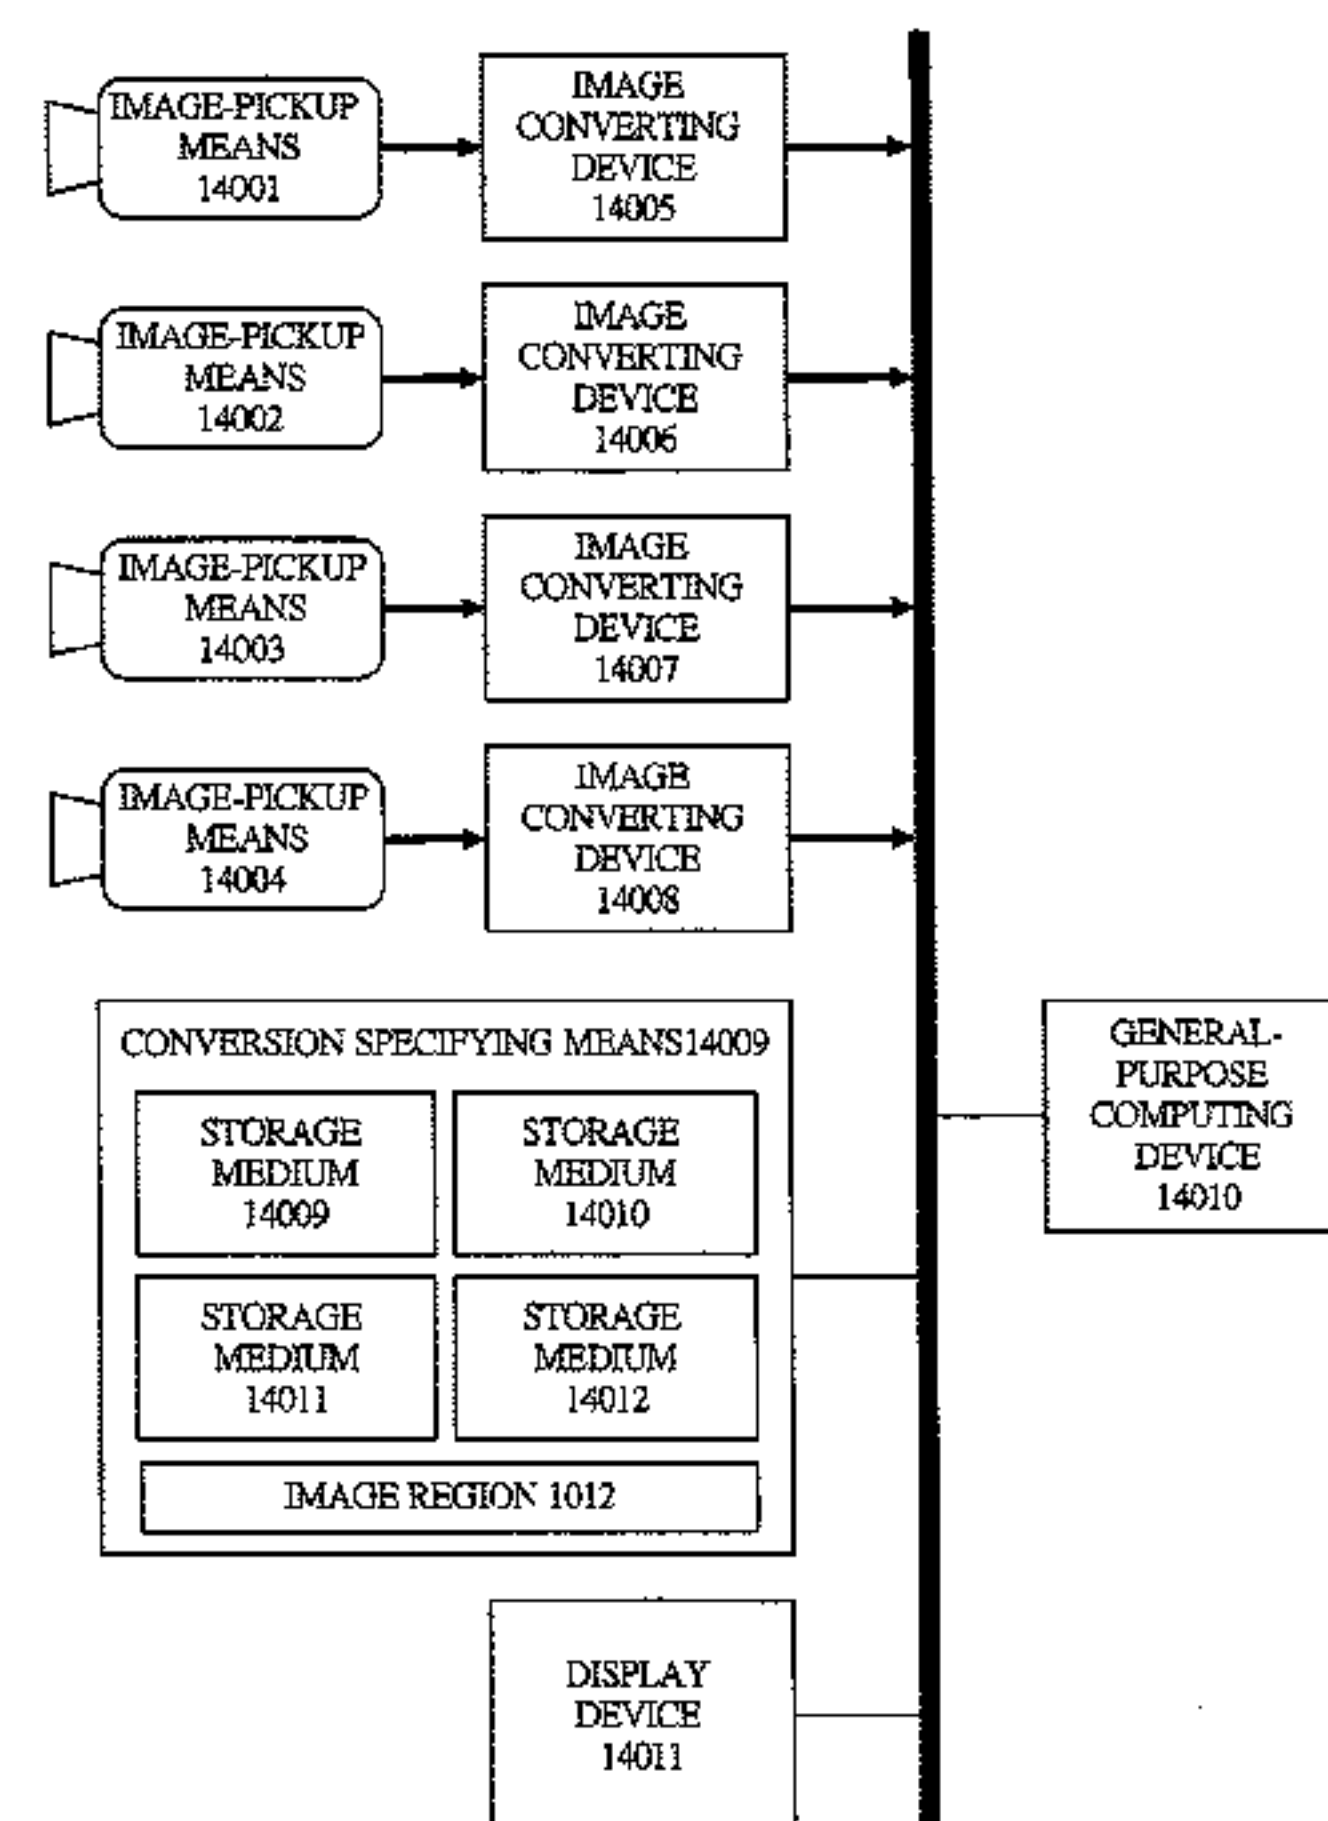 IMAGE-PICKUP
MEANS
14001
IMAGE
CONVERTING
DEVICE
14005
IMAGE-PICKUP
MEANS
14002
IMAGE
CONVERTING
DEVICE
14006
IMAGE-PICKUP
MEANS
14003
IMAGE
CONVERTING
DEVICE
14007
IMAGE-PICKUP
MEANS
14004
IMAGE
CONVERTING
DEVICE
14008
CONVERSION SPECIFYING MEANS14009
STORAGE
MEDIUM
14009
STORAGE
MEDIUM
14010
STORAGE
MEDIUM
14011
STORAGE
MEDIUM
14012
IMAGE REGION 1012
GENERAL-
PURPOSE
COMPUTING
DEVICE
14010
DISPLAY
DEVICE
14011